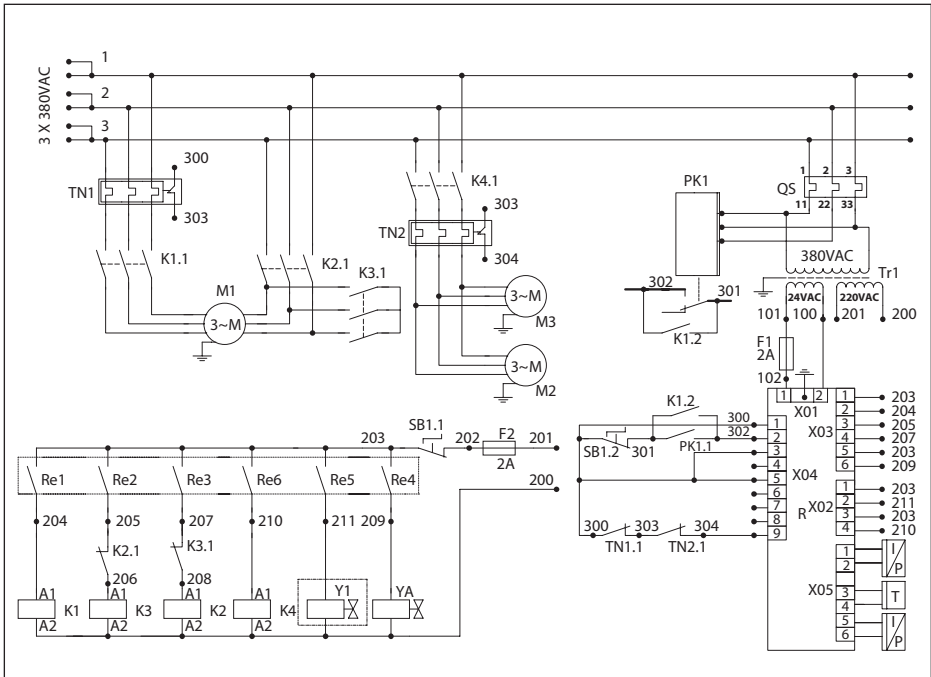 3 X 380VAC
1
2
3
300
TN1
303
K1.1
M1
3~M
K2.1
K3.1
K4.1
303
TN2
304
3~M
M3
3~M
M2
PK1
302
301
K1.2
1 2 3
QS
11 22 33
380VAC
Tr1
24VAC 220VAC
101 100 201 200
F1
2A
102
1 2
X01
1 203
2 204
3 205
X03
4 207
5 203
6 209
1 203
X02
2 211
3 203
4 210
R
1
2
X05
3
4
5
6
I/P
T
I/P
K1.2
300
302
SB1.2 301 PK1.1
1
2
3
4
X04
5
6
7
8
9
300 303 304
TN1.1 TN2.1
203 SB1.1 202 F2 201
2A
200
Re1 Re2 Re3 Re6 Re5 Re4
204 205 207 210 211 209
K2.1 K3.1
206 208
A1 A1 A1 A1 Y1 YA
K1 K3 K2 K4
A2 A2 A2 A2